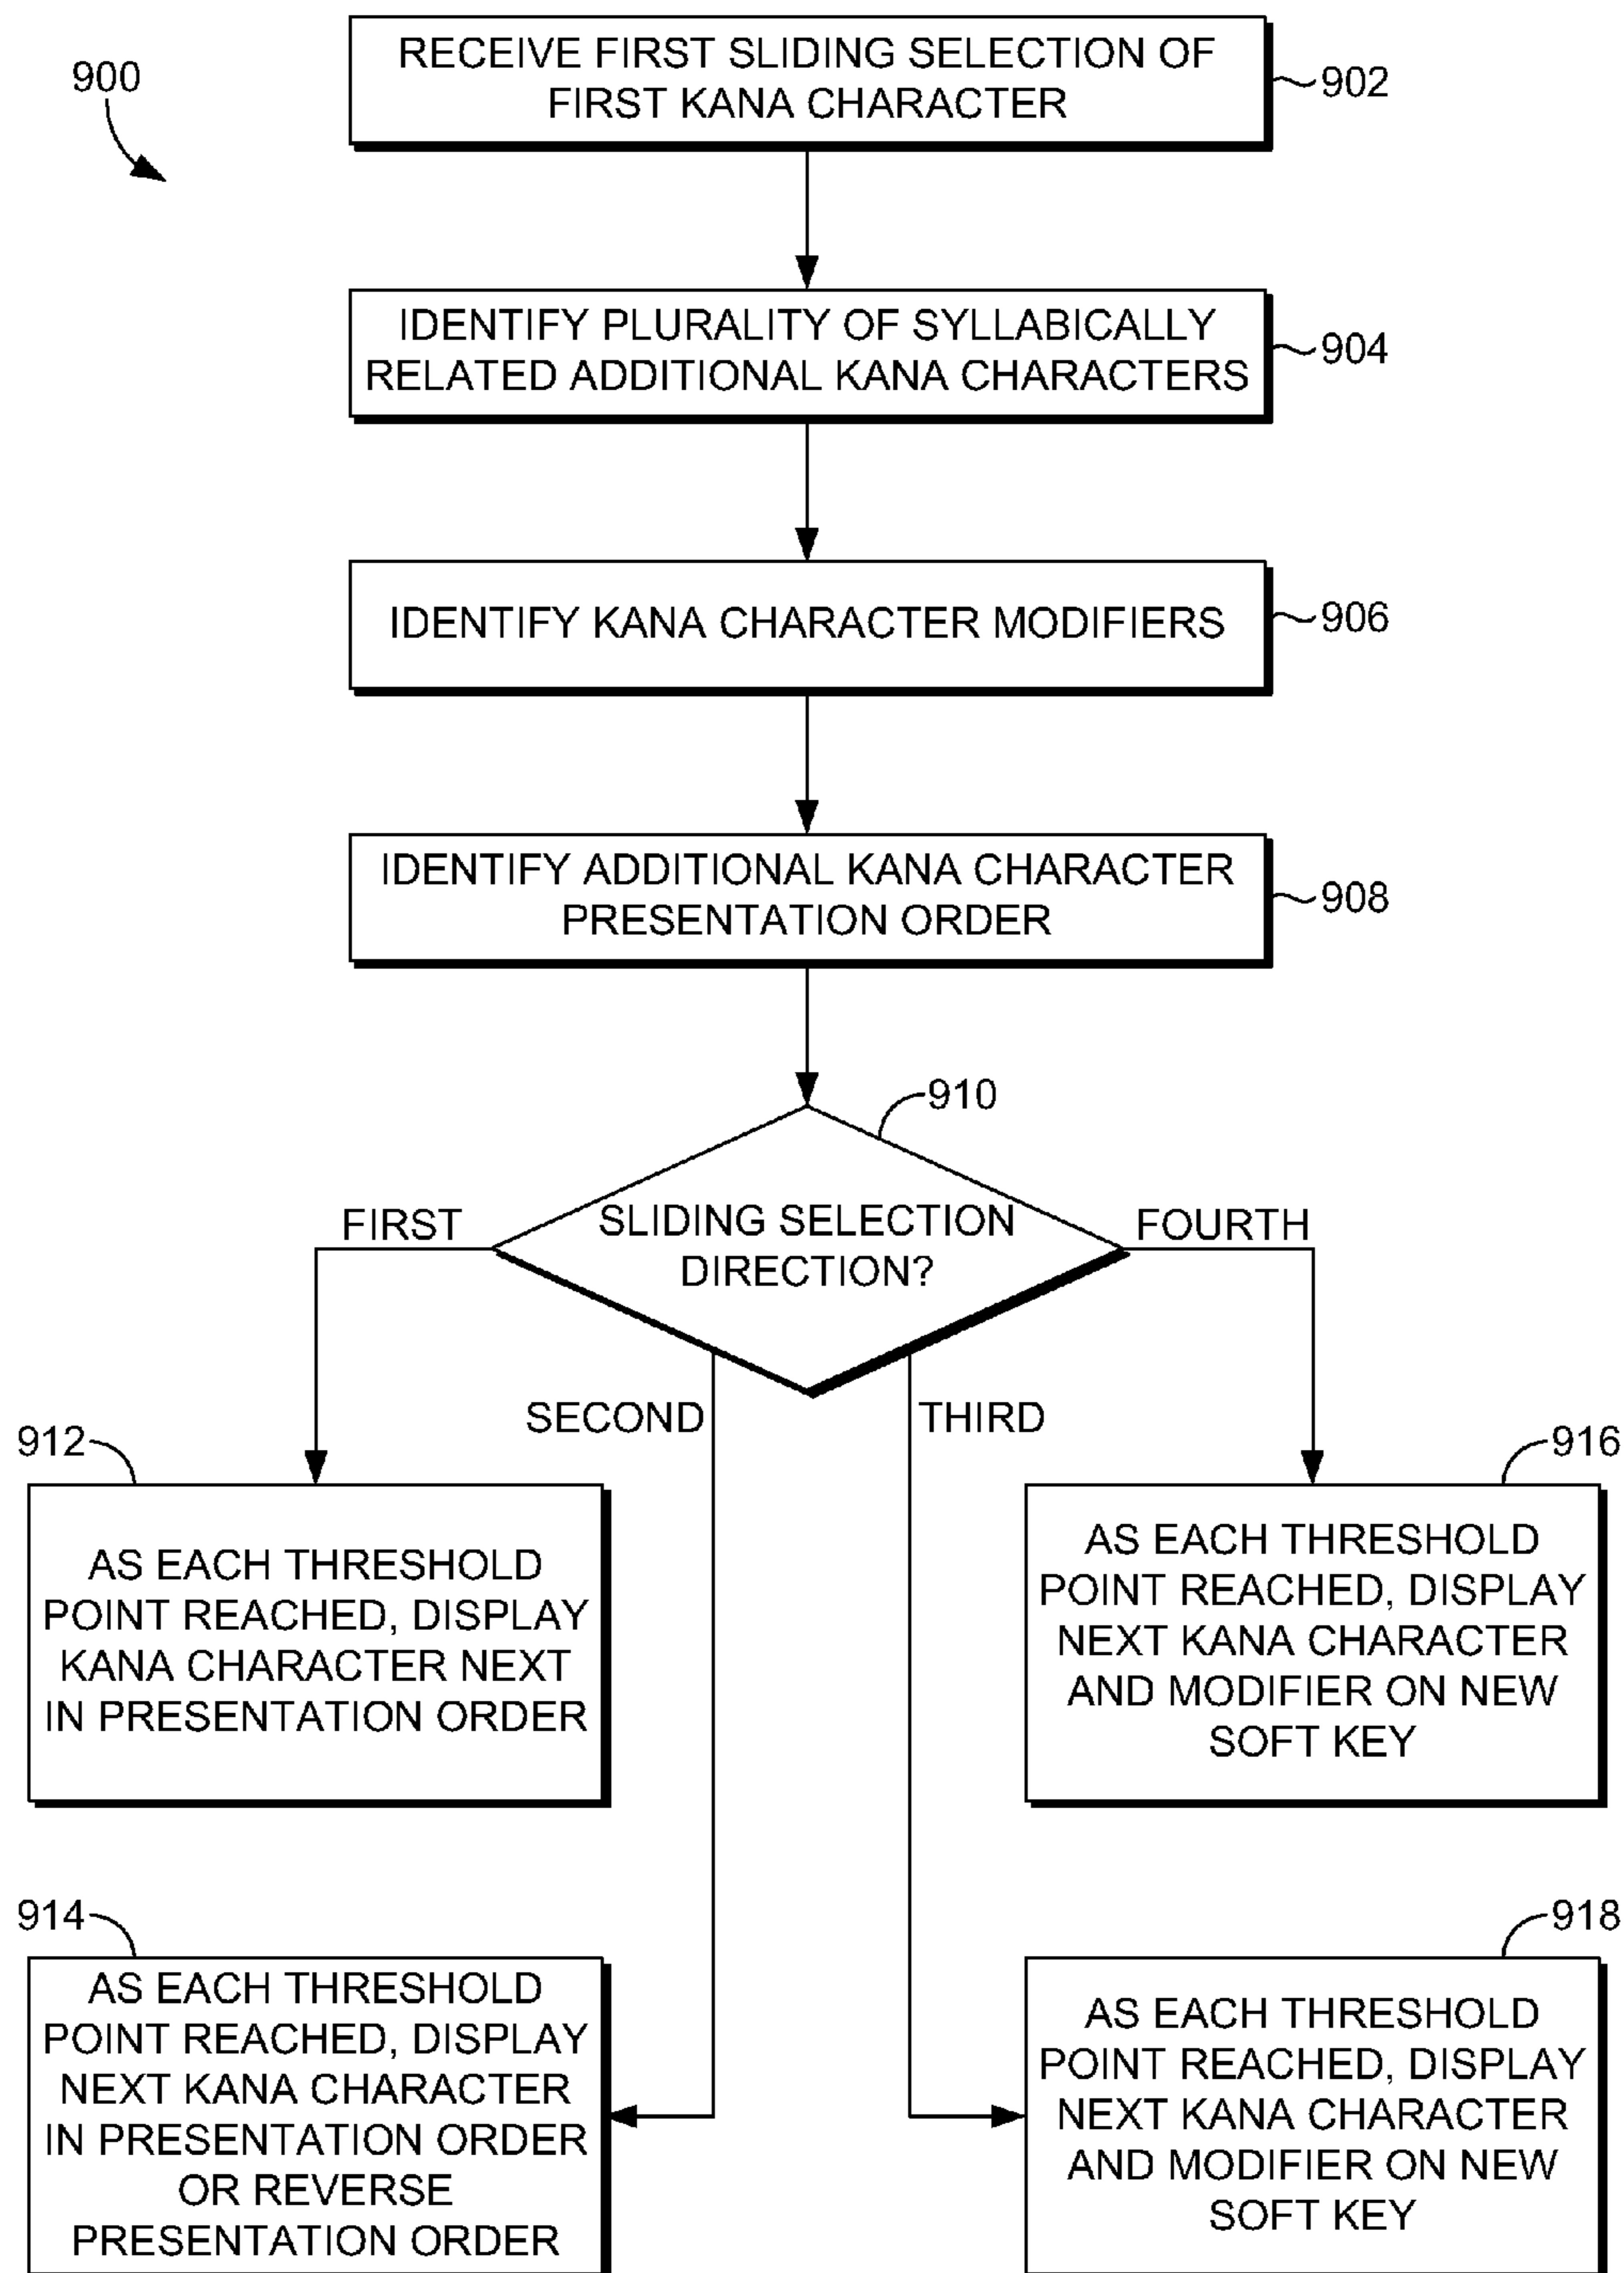 900
RECEIVE FIRST SLIDING SELECTION OF
FIRST KANA CHARACTER
902
IDENTIFY PLURALITY OF SYLLABICALLY
RELATED ADDITIONAL KANA CHARACTERS
904
IDENTIFY KANA CHARACTER MODIFIERS
906
IDENTIFY ADDITIONAL KANA CHARACTER
PRESENTATION ORDER
908
910
SLIDING SELECTION
DIRECTION?
FIRST
SECOND
THIRD
FOURTH
912
AS EACH THRESHOLD
POINT REACHED, DISPLAY
KANA CHARACTER NEXT
IN PRESENTATION ORDER
916
AS EACH THRESHOLD
POINT REACHED, DISPLAY
NEXT KANA CHARACTER
AND MODIFIER ON NEW
SOFT KEY
914
AS EACH THRESHOLD
POINT REACHED, DISPLAY
NEXT KANA CHARACTER
IN PRESENTATION ORDER
OR REVERSE
PRESENTATION ORDER
918
AS EACH THRESHOLD
POINT REACHED, DISPLAY
NEXT KANA CHARACTER
AND MODIFIER ON NEW
SOFT KEY